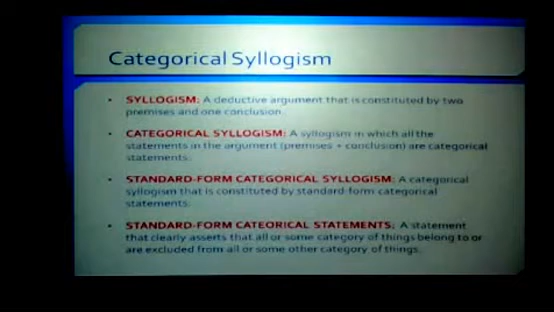 Categorical Syllogism
• SYLLOGISM: A deductive argument that is constituted by two
premises and one conclusion.
• CATEGORICAL SYLLOGISM: A syllogism in which all the
statements in the argument (premises + conclusion) are categorical
statements.
• STANDARD-FORM CATEGORICAL SYLLOGISM: A categorical
syllogism that is constituted by standard-form categorical
statements.
• STANDARD-FORM CATEORICAL STATEMENTS: A statement
that clearly asserts that all or some category of things belong to or
are excluded from all or some other category of things.